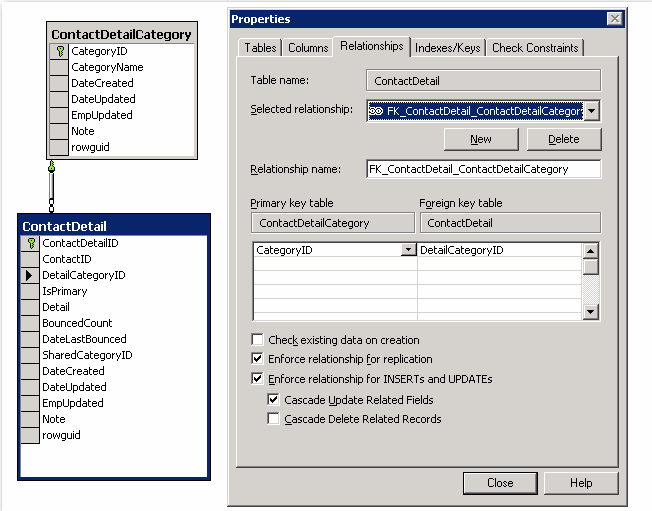 ContactDetailCategory
CategoryID
CategoryName
DateCreated
DateUpdated
EmpUpdated
Note
rowguid
ContactDetail
ContactDetailID
ContactID
DetailCategoryID
IsPrimary
Detail
BouncedCount
DateLastBounced
SharedCategoryID
DateCreated
DateUpdated
EmpUpdated
Note
rowguid
Properties
Tables Columns Relationships Indexes/Keys Check Constraints
Table name: ContactDetail
Selected relationship: FK_ContactDetail_ContactDetailCategor
New Delete
Relationship name: FK_ContactDetail_ContactDetailCategory
Primary key table Foreign key table
ContactDetailCategory ContactDetail
CategoryID DetailCategoryID
Check existing data on creation
Enforce relationship for replication
Enforce relationship for INSERTs and UPDATEs
Cascade Update Related Fields
Cascade Delete Related Records
Close Help